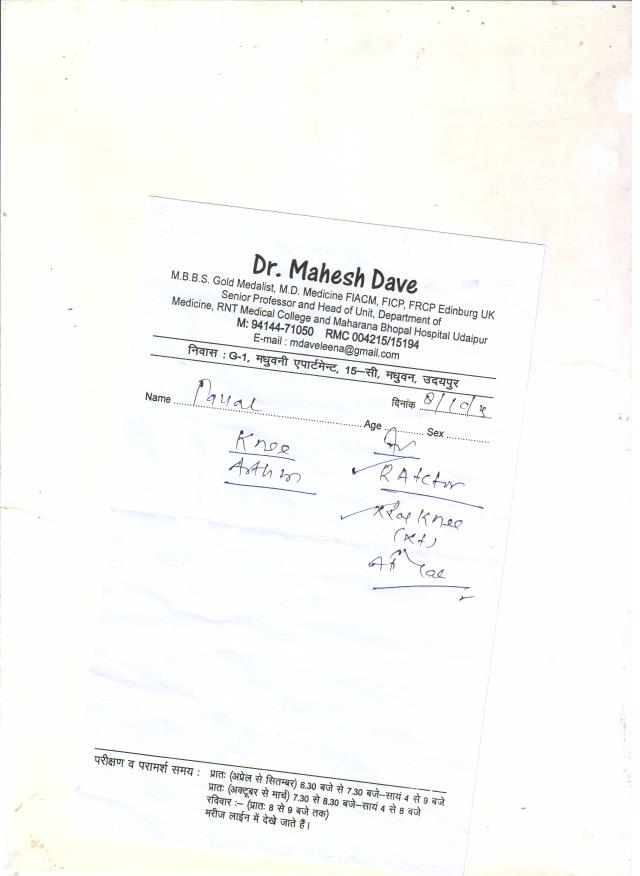 Dr. Mahesh Dave
M.B.B.S. Gold Medalist, M.D. Medicine FIACM, FICP, FRCP Edinburg UK
Senior Professor and Head of Unit, Department of
Medicine, RNT Medical College and Maharana Bhopal Hospital Udaipur
M: 94144-71050 RMC 004215/15194
E-mail : mdaveleena@gmail.com
निवास : G-1, मधुवनी एपार्टमेन्ट, 15–सी, मधुवन, उदयपुर
दिनांक 8/10/
Name Payal Age Sex
Knee
RA
Knee
परीक्षण व परामर्श समय : प्रातः (अप्रेल से सितम्बर) 6.30 बजे से 7.30 बजे–सायं 4 से 9 बजे
प्रातः (अक्टूबर से मार्च) 7.30 से 8.30 बजे–सायं 4 से 8 बजे
रविवार :– (प्रातः 8 से 9 बजे तक)
मरीज लाईन में देखे जाते हैं।